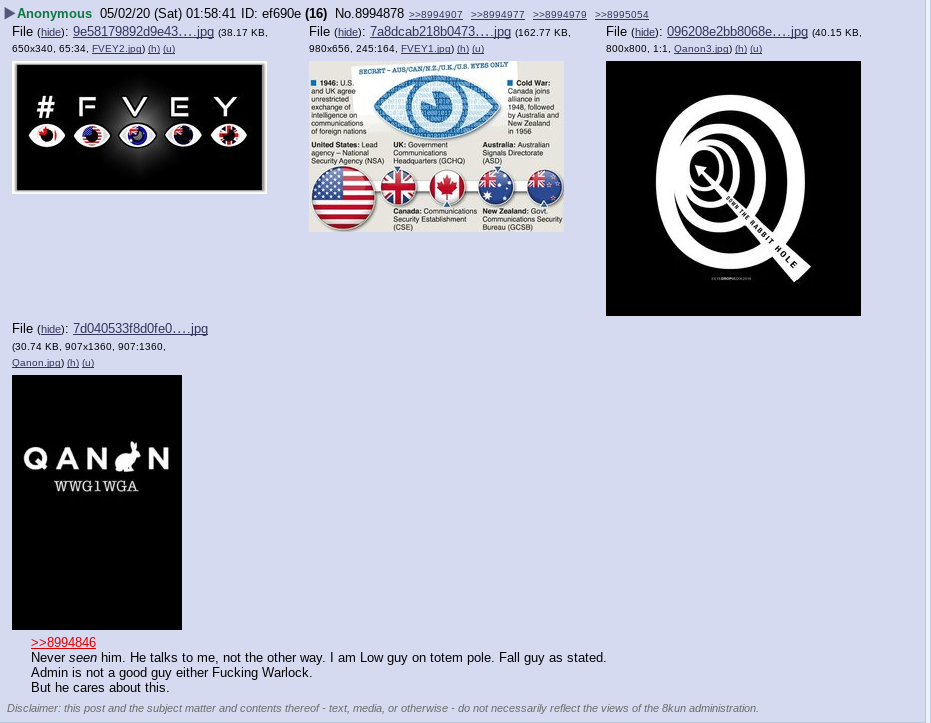 Anonymous 05/02/20 (Sat) 01:58:41 ID: ef690e (16) No.8994878 >>8994907 >>8994977 >>8994979 >>8995054
File (hide): 9e58179892d9e43….jpg (38.17 KB, 650x340, 65:34, FVEY2.jpg) (h) (u)
# F V E Y
File (hide): 7a8dcab218b0473….jpg (162.77 KB, 980x656, 245:164, FVEY1.jpg) (h) (u)
SECRET - AUS/CAN/N.Z./U.K./U.S. EYES ONLY
1946: U.S.
and UK agree
unrestricted
exchange of
intelligence on
communications
of foreign nations
Cold War:
Canada joins
alliance in
1948, followed
by Australia and
New Zealand
in 1956
United States: Lead
agency – National
Security Agency (NSA)
UK: Government
Communications
Headquarters (GCHQ)
Australia: Australian
Signals Directorate
(ASD)
Canada: Communications
Security Establishment
(CSE)
New Zealand: Govt.
Communications Security
Bureau (GCSB)
File (hide): 096208e2bb8068e….jpg (40.15 KB, 800x800, 1:1, Qanon3.jpg) (h) (u)
DOWN THE RABBIT HOLE
File (hide): 7d040533f8d0fe0….jpg
(30.74 KB, 907x1360, 907:1360,
Qanon.jpg) (h) (u)
QANON
WWG1WGA
>>8994846
Never seen him. He talks to me, not the other way. I am Low guy on totem pole. Fall guy as stated.
Admin is not a good guy either Fucking Warlock.
But he cares about this.
Disclaimer: this post and the subject matter and contents thereof - text, media, or otherwise - do not necessarily reflect the views of the 8kun administration.